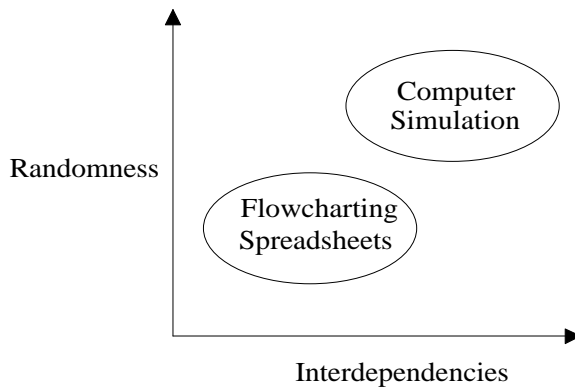 Computer
Simulation
Randomness
Flowcharting
Spreadsheets
Interdependencies